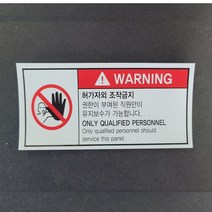 WARNING
허가자외 조작금지
권한이 부여된 직원만이
유지보수가 가능합니다.
ONLY QUALIFIED PERSONNEL
Only qualified personnel should
service this panel.